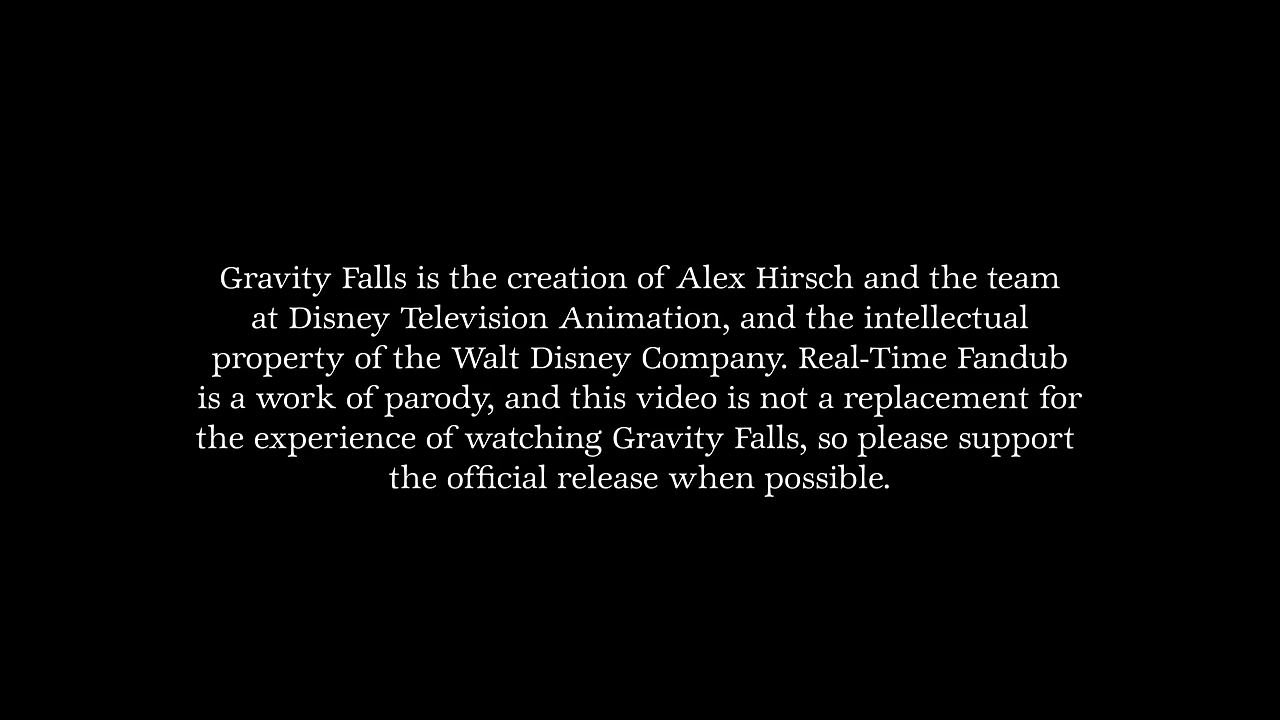 Gravity Falls is the creation of Alex Hirsch and the team
at Disney Television Animation, and the intellectual
property of the Walt Disney Company. Real-Time Fandub
is a work of parody, and this video is not a replacement for
the experience of watching Gravity Falls, so please support
the official release when possible.